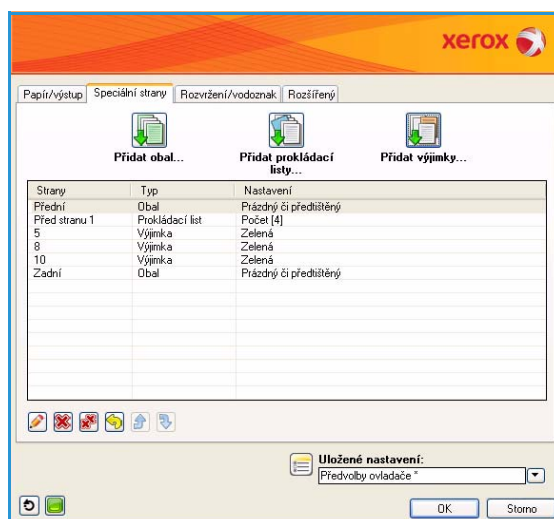 xerox
Papír/výstup Speciální strany Rozvržení/vodoznak Rozšířený
Přidat obal... Přidat prokládací listy... Přidat výjimky...
Strany Typ Nastavení
Přední Obal Prázdný či předtištěný
Před stranu 1 Prokládací list Počet [4]
5 Výjimka Zelená
8 Výjimka Zelená
10 Výjimka Zelená
Zadní Obal Prázdný či předtištěný
Uložené nastavení:
Předvolby ovladače *
OK Storno